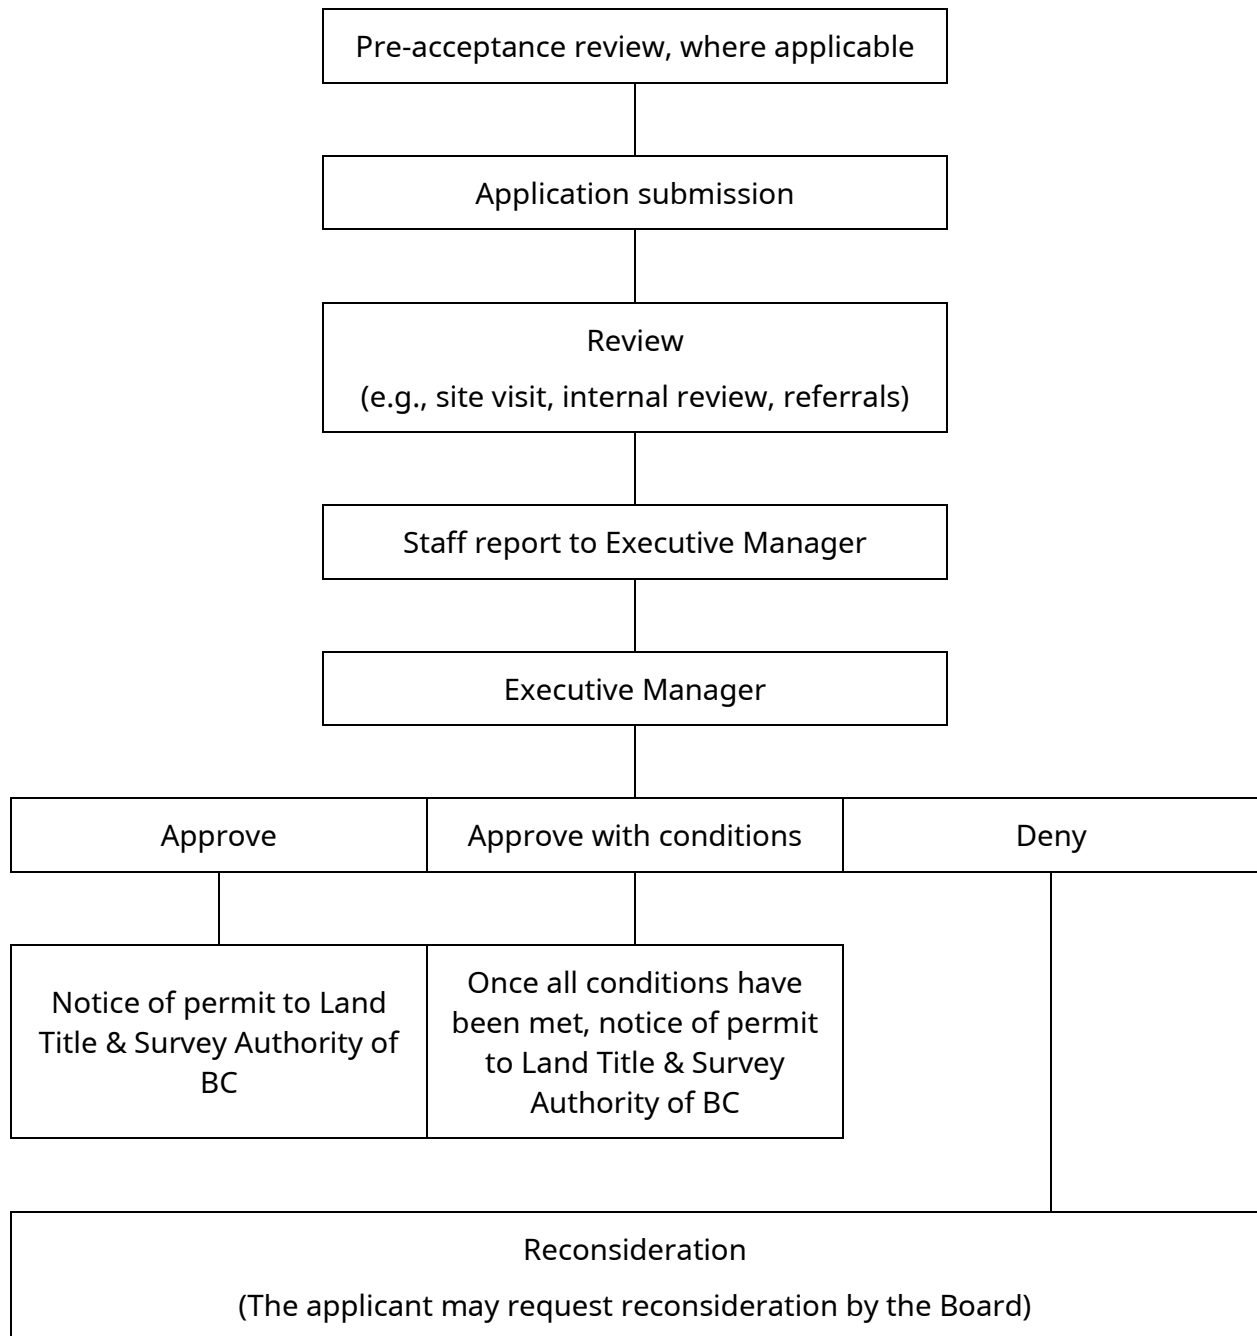 Pre-acceptance review, where applicable
Application submission
Review
(e.g., site visit, internal review, referrals)
Staff report to Executive Manager
Executive Manager
Approve
Approve with conditions
Deny
Notice of permit to Land
Title & Survey Authority of
BC
Once all conditions have
been met, notice of permit
to Land Title & Survey
Authority of BC
Reconsideration
(The applicant may request reconsideration by the Board)